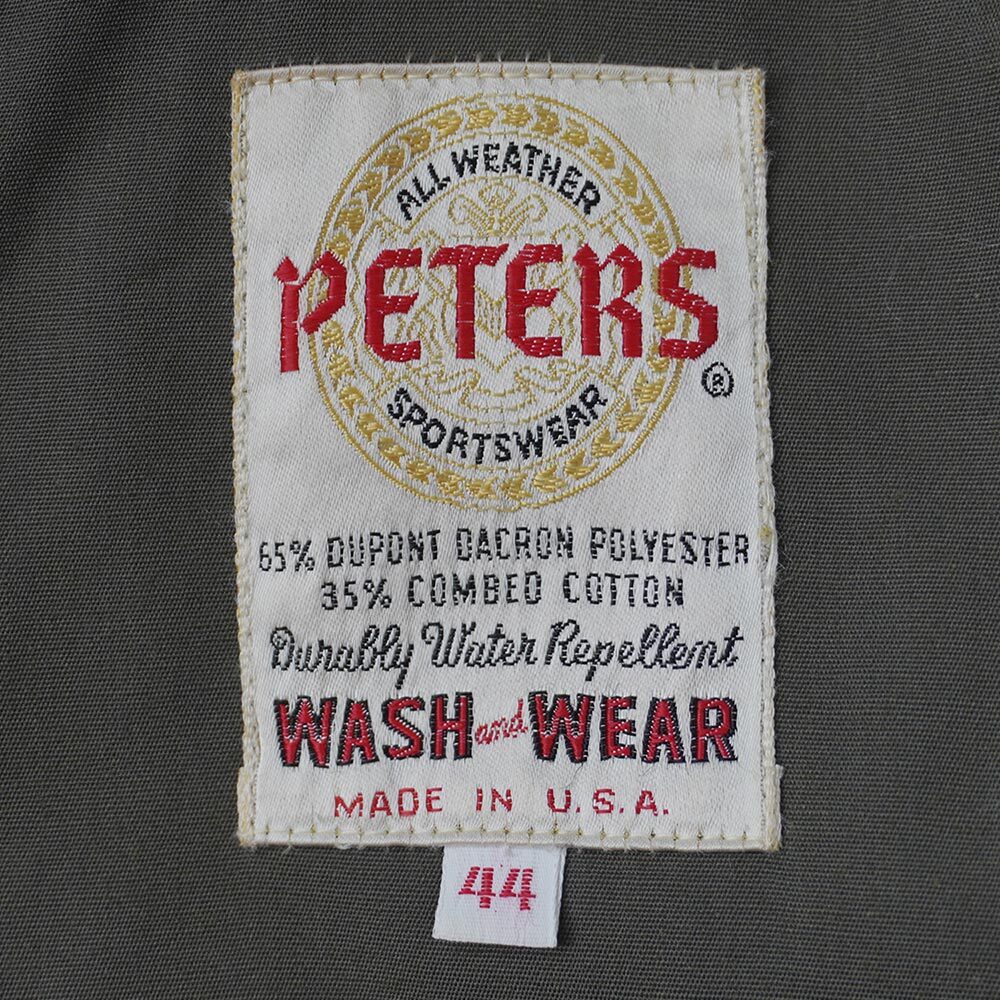 ALL WEATHER
PETERS
®
SPORTSWEAR
65% DUPONT DACRON POLYESTER
35% COMBED COTTON
Durably Water Repellent
WASH and WEAR
MADE IN U.S.A.
44